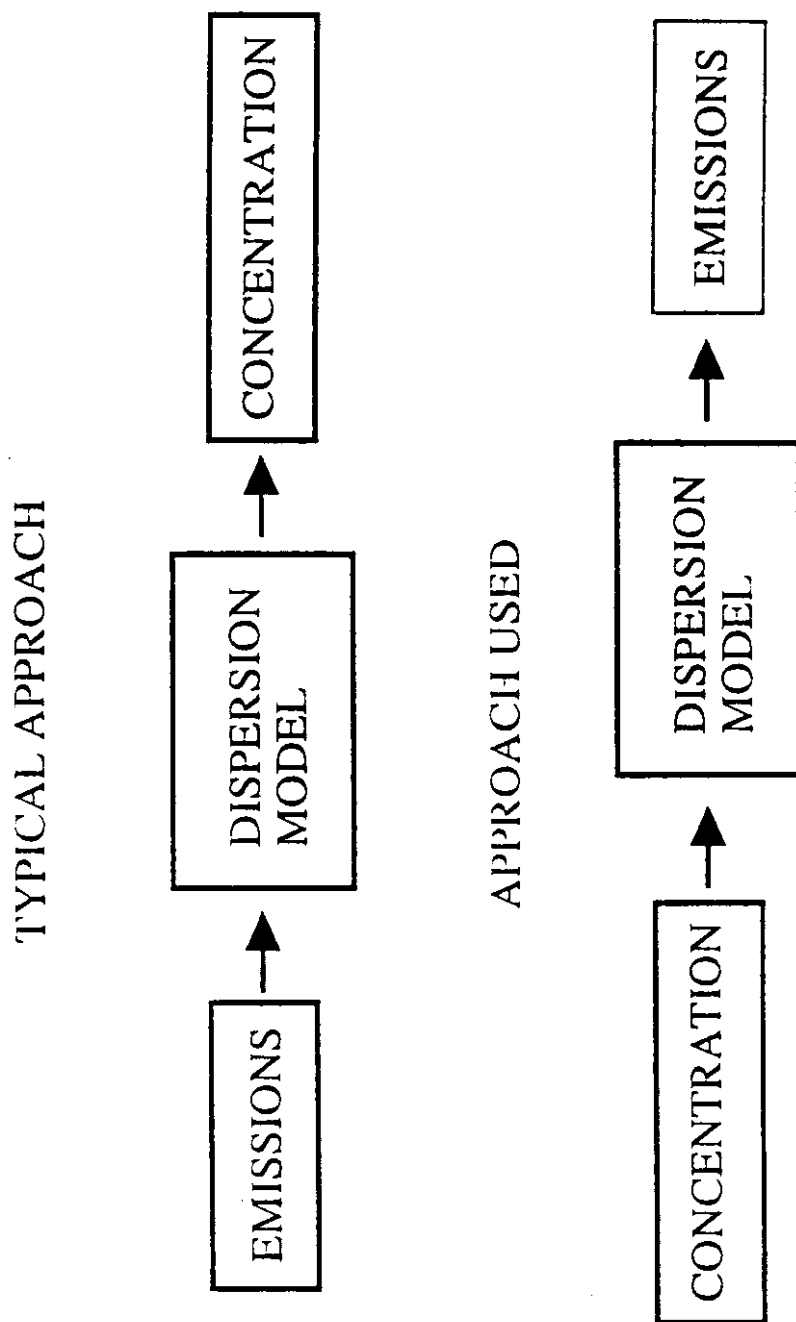 TYPICAL APPROACH
EMISSIONS
DISPERSION
MODEL
CONCENTRATION
APPROACH USED
CONCENTRATION
DISPERSION
MODEL
EMISSIONS